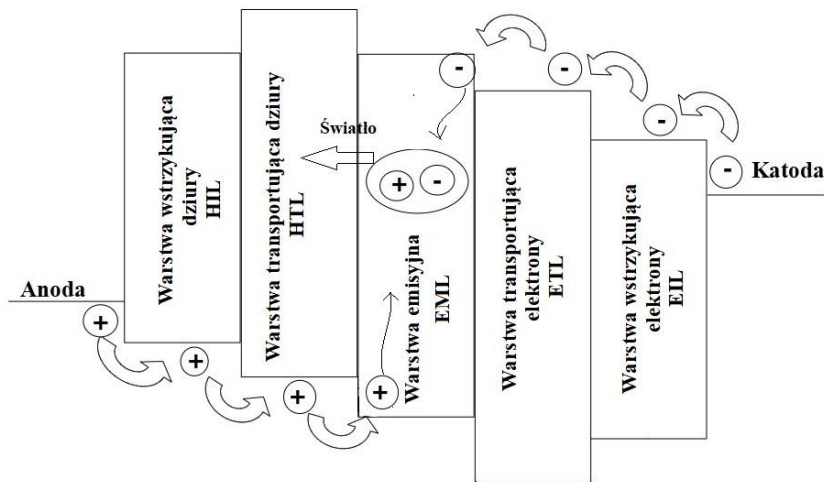 Anoda
Warstwa wstrzykująca
dziury
HIL
Warstwa transportująca dziury
HTL
Światło
Warstwa emisyjna
EML
Warstwa transportująca
elektrony
ETL
Warstwa wstrzykująca
elektrony
EIL
Katoda
+
+
+
+
+
-
-
-
-
-